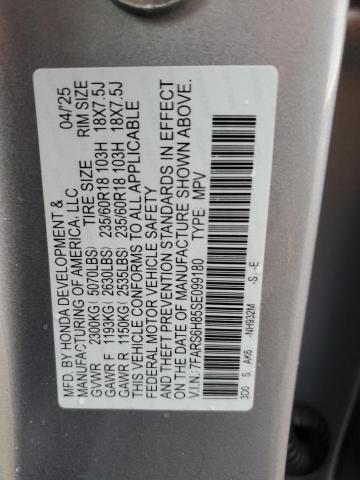 MFD. BY HONDA DEVELOPMENT & 04/25
MANUFACTURING OF AMERICA, LLC
TIRE SIZE RIM SIZE
GVWR 2300KG( 5070LBS)
GAWR F 1193KG( 2630LBS) 235/60R18 103H 18X7.5J
GAWR R 1150KG( 2535LBS) 235/60R18 103H 18X7.5J
THIS VEHICLE CONFORMS TO ALL APPLICABLE
FEDERAL MOTOR VEHICLE SAFETY
AND THEFT PREVENTION STANDARDS IN EFFECT
ON THE DATE OF MANUFACTURE SHOWN ABOVE.
V.I.N.:7FARS6H85SE099180 TYPE: MPV
3D0 S AK6 -NH932M -S -E